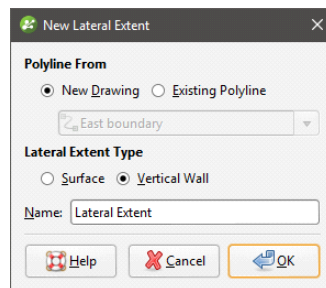 New Lateral Extent
Polyline From
New Drawing Existing Polyline
East boundary
Lateral Extent Type
Surface Vertical Wall
Name: Lateral Extent
Help Cancel OK